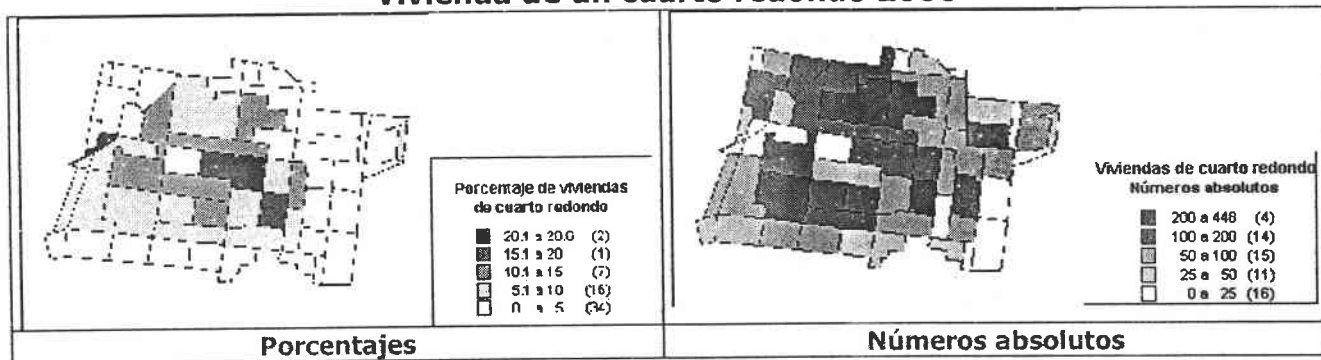 Porcentaje de viviendas
de cuarto redondo
20.1 a 20.0 (2)
15.1 a 20 (1)
10.1 a 15 (7)
5.1 a 10 (16)
0 a 5 (34)
Viviendas de cuarto redondo
Números absolutos
200 a 448 (4)
100 a 200 (14)
50 a 100 (15)
25 a 50 (11)
0 a 25 (16)
Porcentajes
Números absolutos